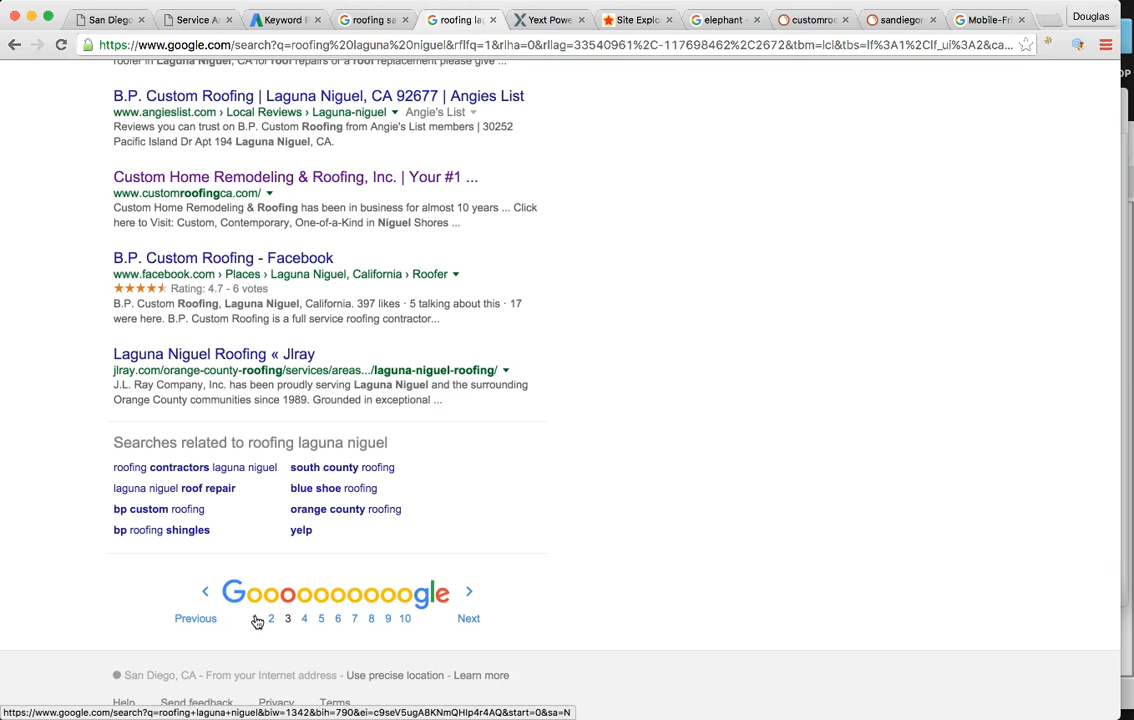 Douglas
San Diego
Service A
Keyword P
roofing sa
roofing la
Yext Powe
Site Explo
elephant -
customroo
sandiegor
Mobile-Fri
https://www.google.com/search?q=roofing%20laguna%20niguel&rflfq=1&rlha=0&rllag=33540961%2C-117698462%2C2672&tbm=lcl&tbs=lf%3A1%2Clf_ui%3A2&ca...
OP
roofer in Laguna Niguel, CA for roof repairs or a roof replacement please give ...
B.P. Custom Roofing | Laguna Niguel, CA 92677 | Angies List
www.angieslist.com › Local Reviews › Laguna-niguel ▼ Angie's List ▼
Reviews you can trust on B.P. Custom Roofing from Angie's List members | 30252
Pacific Island Dr Apt 194 Laguna Niguel, CA.
Custom Home Remodeling & Roofing, Inc. | Your #1 ...
www.customroofingca.com/ ▼
Custom Home Remodeling & Roofing has been in business for almost 10 years ... Click
here to Visit: Custom, Contemporary, One-of-a-Kind in Niguel Shores ...
B.P. Custom Roofing - Facebook
www.facebook.com › Places › Laguna Niguel, California › Roofer ▼
Rating: 4.7 - 6 votes
B.P. Custom Roofing, Laguna Niguel, California. 397 likes · 5 talking about this · 17
were here. B.P. Custom Roofing is a full service roofing contractor...
Laguna Niguel Roofing « Jlray
jlray.com/orange-county-roofing/services/areas.../laguna-niguel-roofing/ ▼
J.L. Ray Company, Inc. has been proudly serving Laguna Niguel and the surrounding
Orange County communities since 1989. Grounded in exceptional ...
Searches related to roofing laguna niguel
roofing contractors laguna niguel
south county roofing
laguna niguel roof repair
blue shoe roofing
bp custom roofing
orange county roofing
bp roofing shingles
yelp
Goooooooooogle
Previous 2 3 4 5 6 7 8 9 10 Next
San Diego, CA - From your Internet address - Use precise location - Learn more
Help Send feedback Privacy Terms
https://www.google.com/search?q=roofing+laguna+niguel&biw=1342&bih=790&ei=c9seV5ugA8KNmQHlp4r4AQ&start=0&sa=N